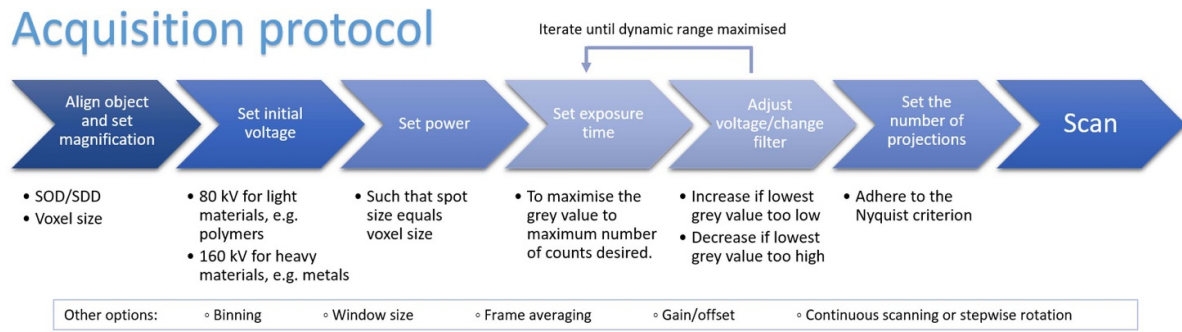 Acquisition protocol
Iterate until dynamic range maximised
Align object
and set
magnification
Set initial
voltage
Set power
Set exposure
time
Adjust
voltage/change
filter
Set the
number of
projections
Scan
• SOD/SDD
• Voxel size
• 80 kV for light
materials, e.g.
polymers
• 160 kV for heavy
materials, e.g. metals
• Such that spot
size equals
voxel size
• To maximise the
grey value to
maximum number
of counts desired.
• Increase if lowest
grey value too low
• Decrease if lowest
grey value too high
• Adhere to the
Nyquist criterion
Other options: ◦ Binning ◦ Window size ◦ Frame averaging ◦ Gain/offset ◦ Continuous scanning or stepwise rotation